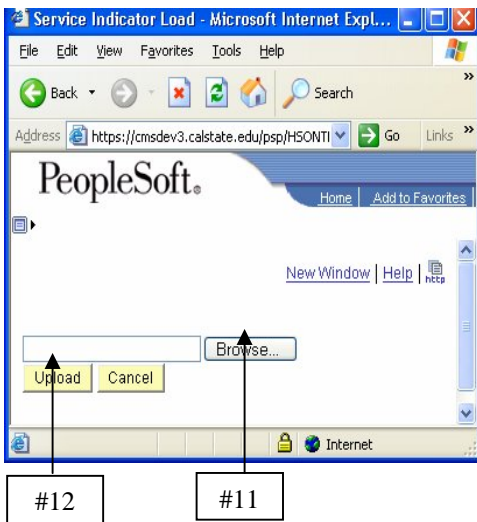 Service Indicator Load - Microsoft Internet Expl...
File Edit View Favorites Tools Help
Back Search »
Address https://cmsdev3.calstate.edu/psp/HSONTI Go Links »
PeopleSoft®
Home Add to Favorites
New Window | Help | http
Browse...
Upload Cancel
Internet
#12 #11